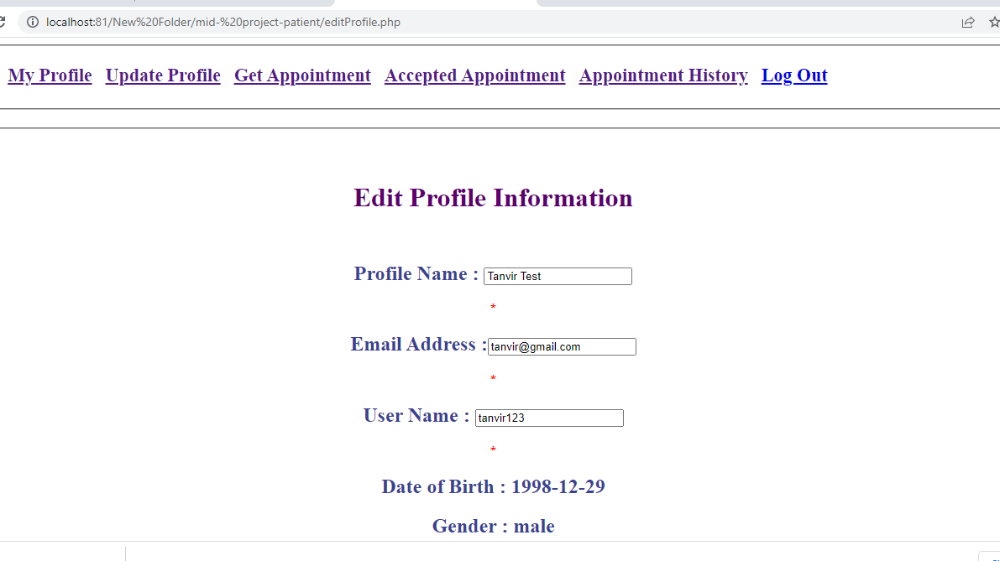 localhost:81/New%20Folder/mid-%20project-patient/editProfile.php
My Profile Update Profile Get Appointment Accepted Appointment Appointment History Log Out
Edit Profile Information
Profile Name : Tanvir Test
*
Email Address : tanvir@gmail.com
*
User Name : tanvir123
*
Date of Birth : 1998-12-29
Gender : male